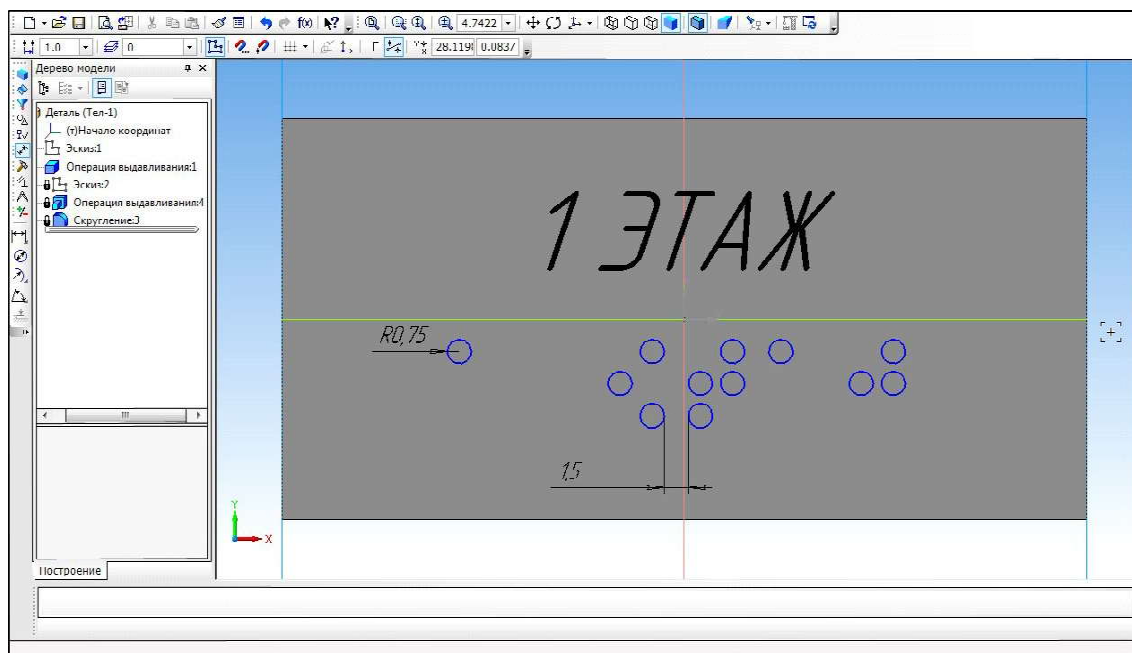 4.7422
1.0
0
28.119
0.0837
f(x)
Дерево модели
Деталь (Тел-1)
(т)Начало координат
Эскиз:1
Операция выдавливания:1
Эскиз:2
Операция выдавливания:4
Скругление:3
1 ЭТАЖ
R0,75
1,5
Y
X
Построение